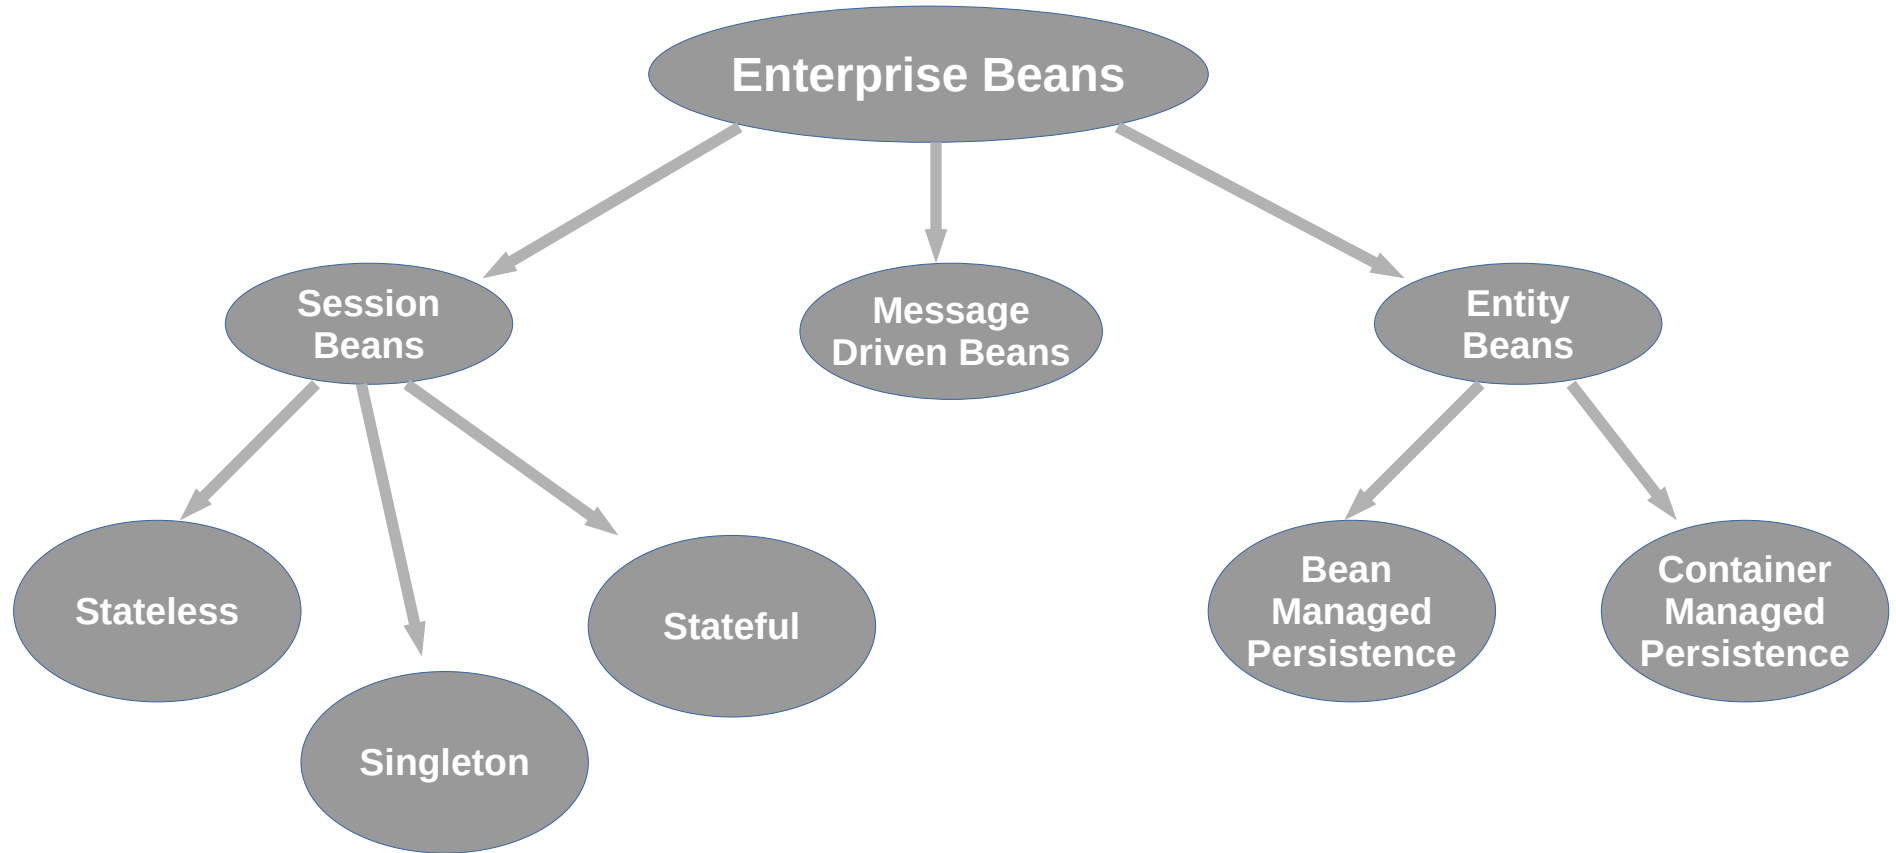 Enterprise Beans
Session
Beans
Message
Driven Beans
Entity
Beans
Stateless
Singleton
Stateful
Bean
Managed
Persistence
Container
Managed
Persistence